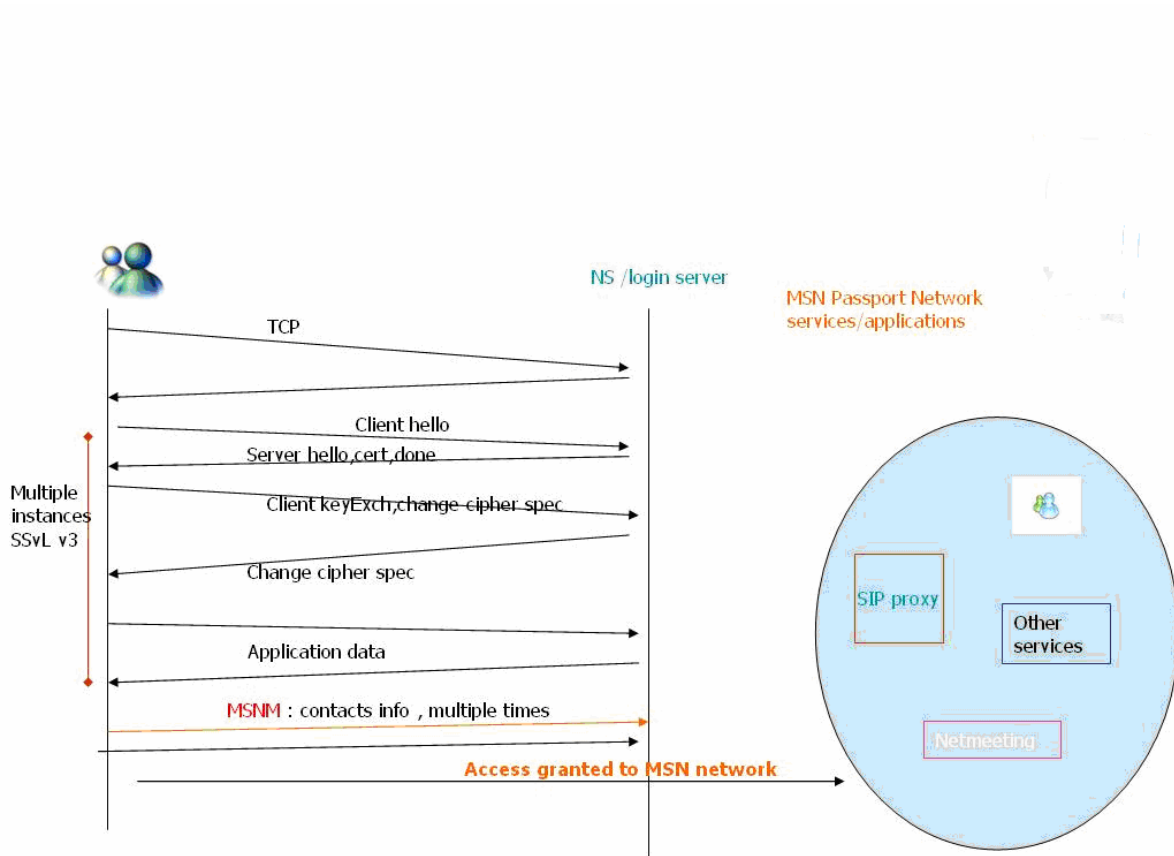 NS /login server
MSN Passport Network
services/applications
TCP
Client hello
Server hello,cert,done
Multiple
instances
SSvL v3
Client keyExch,change cipher spec
Change cipher spec
SIP proxy
Other
services
Application data
MSNM : contacts info , multiple times
Netmeeting
Access granted to MSN network